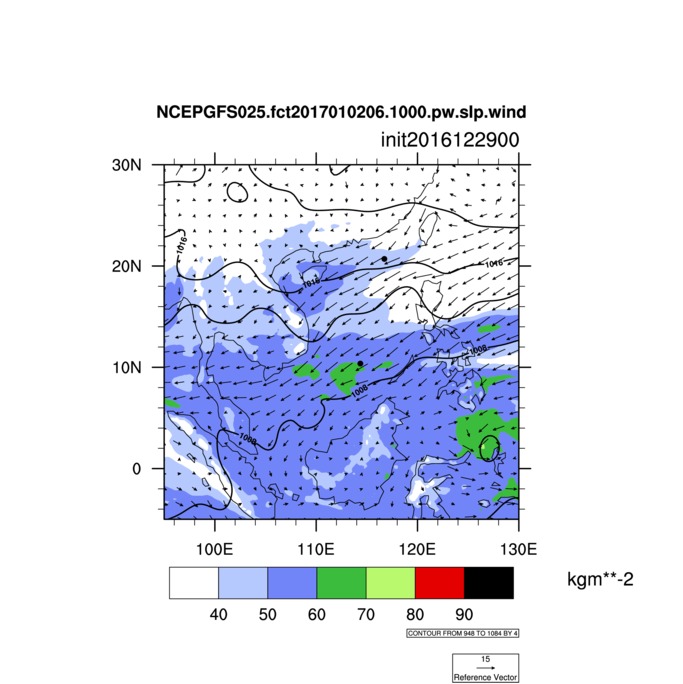 NCEPGFS025.fct2017010206.1000.pw.slp.wind
init2016122900
30N
1016
20N
1016
1016
10N
1008
1008
1008
0
100E 110E 120E 130E
kgm**-2
40 50 60 70 80 90
CONTOUR FROM 948 TO 1084 BY 4
15
Reference Vector